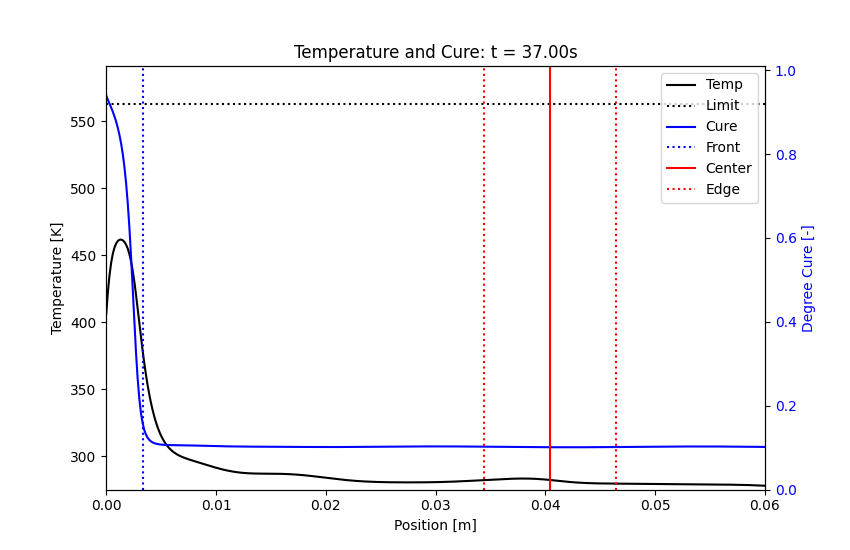 Temperature and Cure: t = 37.00s
Temperature [K]
550
500
450
400
350
300
Temp
Limit
Cure
Front
Center
Edge
1.0
0.8
0.6
0.4
0.2
0.0
Degree Cure [-]
0.00
0.01
0.02
0.03
0.04
0.05
0.06
Position [m]